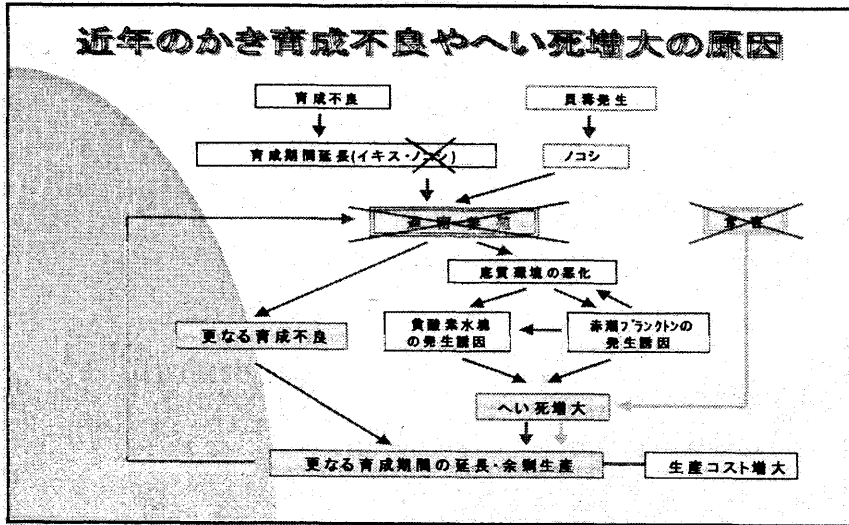 近年のかき育成不良やへい死増大の原因
育成不良
貝毒発生
育成期間延長(イキス・ノコシ)
ノコシ
底質環境の悪化
更なる育成不良
貧酸素水塊
の発生誘因
赤潮プランクトンの
発生誘因
へい死増大
更なる育成期間の延長・余剰生産
生産コスト増大